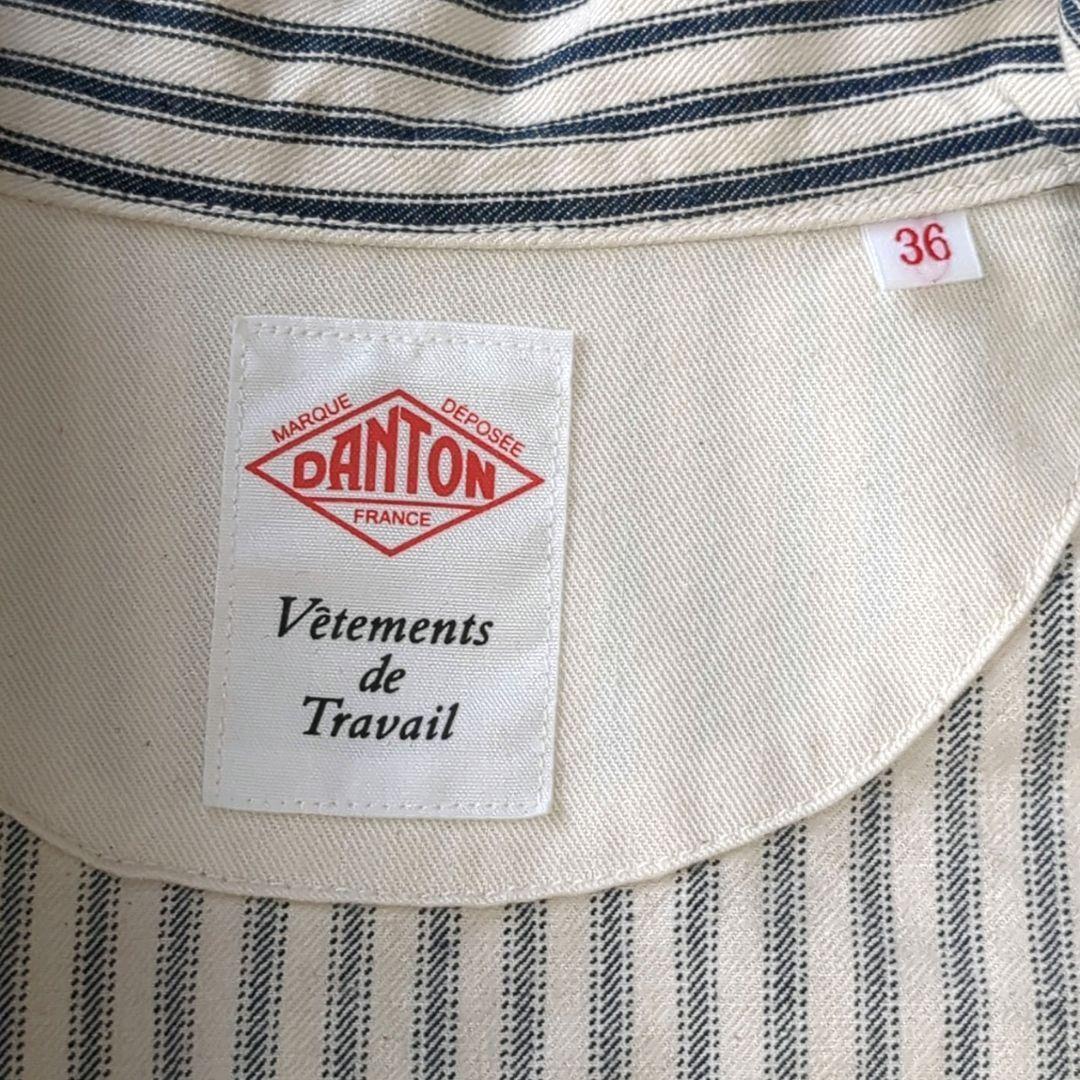 36
MARQUE DÉPOSÉE
DANTON
FRANCE
Vêtements
de
Travail